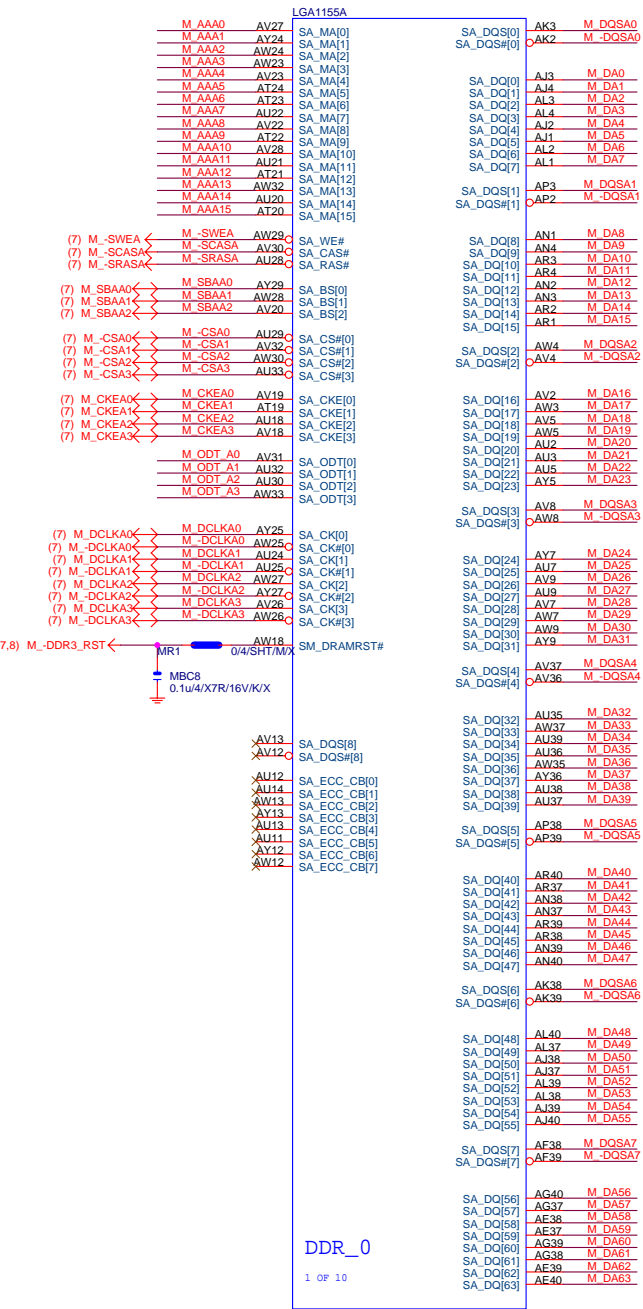 LGA1155A
M_AAA0 AV27 SA_MA[0]
M_AAA1 AY24 SA_MA[1]
M_AAA2 AW24 SA_MA[2]
M_AAA3 AW23 SA_MA[3]
M_AAA4 AV23 SA_MA[4]
M_AAA5 AT24 SA_MA[5]
M_AAA6 AT23 SA_MA[6]
M_AAA7 AU22 SA_MA[7]
M_AAA8 AV22 SA_MA[8]
M_AAA9 AT22 SA_MA[9]
M_AAA10 AV28 SA_MA[10]
M_AAA11 AU21 SA_MA[11]
M_AAA12 AT21 SA_MA[12]
M_AAA13 AW32 SA_MA[13]
M_AAA14 AU20 SA_MA[14]
M_AAA15 AT20 SA_MA[15]
(7) M_-SWEA M_-SWEA AW29 SA_WE#
(7) M_-SCASA M_-SCASA AV30 SA_CAS#
(7) M_-SRASA M_-SRASA AU28 SA_RAS#
(7) M_SBAA0 M_SBAA0 AY29 SA_BS[0]
(7) M_SBAA1 M_SBAA1 AW28 SA_BS[1]
(7) M_SBAA2 M_SBAA2 AV20 SA_BS[2]
(7) M_-CSA0 M_-CSA0 AU29 SA_CS#[0]
(7) M_-CSA1 M_-CSA1 AV32 SA_CS#[1]
(7) M_-CSA2 M_-CSA2 AW30 SA_CS#[2]
(7) M_-CSA3 M_-CSA3 AU33 SA_CS#[3]
(7) M_CKEA0 M_CKEA0 AV19 SA_CKE[0]
(7) M_CKEA1 M_CKEA1 AT19 SA_CKE[1]
(7) M_CKEA2 M_CKEA2 AU18 SA_CKE[2]
(7) M_CKEA3 M_CKEA3 AV18 SA_CKE[3]
M_ODT_A0 AV31 SA_ODT[0]
M_ODT_A1 AU32 SA_ODT[1]
M_ODT_A2 AU30 SA_ODT[2]
M_ODT_A3 AW33 SA_ODT[3]
(7) M_DCLKA0 M_DCLKA0 AY25 SA_CK[0]
(7) M_-DCLKA0 M_-DCLKA0 AW25 SA_CK#[0]
(7) M_DCLKA1 M_DCLKA1 AU24 SA_CK[1]
(7) M_-DCLKA1 M_-DCLKA1 AU25 SA_CK#[1]
(7) M_DCLKA2 M_DCLKA2 AW27 SA_CK[2]
(7) M_-DCLKA2 M_-DCLKA2 AY27 SA_CK#[2]
(7) M_DCLKA3 M_DCLKA3 AV26 SA_CK[3]
(7) M_-DCLKA3 M_-DCLKA3 AW26 SA_CK#[3]
7,8) M_-DDR3_RST MR1 0/4/SHT/M/X AW18 SM_DRAMRST#
MBC8
0.1u/4/X7R/16V/K/X
AV13 SA_DQS[8]
AV12 SA_DQS#[8]
AU12 SA_ECC_CB[0]
AU14 SA_ECC_CB[1]
AW13 SA_ECC_CB[2]
AY13 SA_ECC_CB[3]
AU13 SA_ECC_CB[4]
AU11 SA_ECC_CB[5]
AY12 SA_ECC_CB[6]
AW12 SA_ECC_CB[7]
SA_DQS[0] AK3 M_DQSA0
SA_DQS#[0] AK2 M_-DQSA0
SA_DQ[0] AJ3 M_DA0
SA_DQ[1] AJ4 M_DA1
SA_DQ[2] AL3 M_DA2
SA_DQ[3] AL4 M_DA3
SA_DQ[4] AJ2 M_DA4
SA_DQ[5] AJ1 M_DA5
SA_DQ[6] AL2 M_DA6
SA_DQ[7] AL1 M_DA7
SA_DQS[1] AP3 M_DQSA1
SA_DQS#[1] AP2 M_-DQSA1
SA_DQ[8] AN1 M_DA8
SA_DQ[9] AN4 M_DA9
SA_DQ[10] AR3 M_DA10
SA_DQ[11] AR4 M_DA11
SA_DQ[12] AN2 M_DA12
SA_DQ[13] AN3 M_DA13
SA_DQ[14] AR2 M_DA14
SA_DQ[15] AR1 M_DA15
SA_DQS[2] AW4 M_DQSA2
SA_DQS#[2] AV4 M_-DQSA2
SA_DQ[16] AV2 M_DA16
SA_DQ[17] AW3 M_DA17
SA_DQ[18] AV5 M_DA18
SA_DQ[19] AW5 M_DA19
SA_DQ[20] AU2 M_DA20
SA_DQ[21] AU3 M_DA21
SA_DQ[22] AU5 M_DA22
SA_DQ[23] AY5 M_DA23
SA_DQS[3] AV8 M_DQSA3
SA_DQS#[3] AW8 M_-DQSA3
SA_DQ[24] AY7 M_DA24
SA_DQ[25] AU7 M_DA25
SA_DQ[26] AV9 M_DA26
SA_DQ[27] AU9 M_DA27
SA_DQ[28] AV7 M_DA28
SA_DQ[29] AW7 M_DA29
SA_DQ[30] AW9 M_DA30
SA_DQ[31] AY9 M_DA31
SA_DQS[4] AV37 M_DQSA4
SA_DQS#[4] AV36 M_-DQSA4
SA_DQ[32] AU35 M_DA32
SA_DQ[33] AW37 M_DA33
SA_DQ[34] AU39 M_DA34
SA_DQ[35] AU36 M_DA35
SA_DQ[36] AW35 M_DA36
SA_DQ[37] AY36 M_DA37
SA_DQ[38] AU38 M_DA38
SA_DQ[39] AU37 M_DA39
SA_DQS[5] AP38 M_DQSA5
SA_DQS#[5] AP39 M_-DQSA5
SA_DQ[40] AR40 M_DA40
SA_DQ[41] AR37 M_DA41
SA_DQ[42] AN38 M_DA42
SA_DQ[43] AN37 M_DA43
SA_DQ[44] AR39 M_DA44
SA_DQ[45] AR38 M_DA45
SA_DQ[46] AN39 M_DA46
SA_DQ[47] AN40 M_DA47
SA_DQS[6] AK38 M_DQSA6
SA_DQS#[6] AK39 M_-DQSA6
SA_DQ[48] AL40 M_DA48
SA_DQ[49] AL37 M_DA49
SA_DQ[50] AJ38 M_DA50
SA_DQ[51] AJ37 M_DA51
SA_DQ[52] AL39 M_DA52
SA_DQ[53] AL38 M_DA53
SA_DQ[54] AJ39 M_DA54
SA_DQ[55] AJ40 M_DA55
SA_DQS[7] AF38 M_DQSA7
SA_DQS#[7] AF39 M_-DQSA7
SA_DQ[56] AG40 M_DA56
SA_DQ[57] AG37 M_DA57
SA_DQ[58] AE38 M_DA58
SA_DQ[59] AE37 M_DA59
SA_DQ[60] AG39 M_DA60
SA_DQ[61] AG38 M_DA61
SA_DQ[62] AE39 M_DA62
SA_DQ[63] AE40 M_DA63
DDR_0
1 OF 10